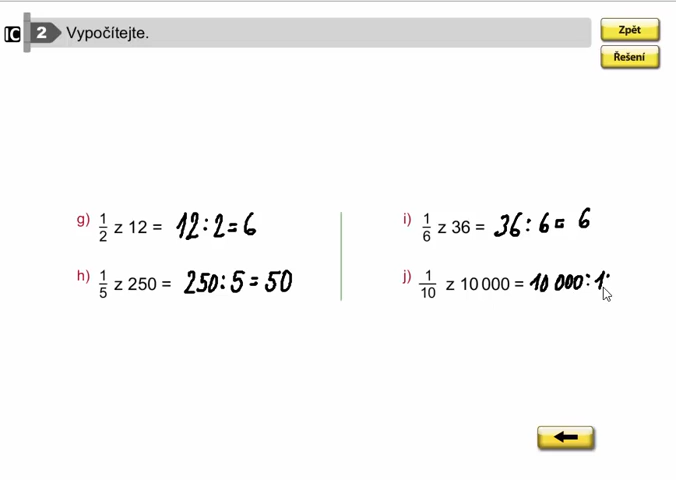 IC 2 Vypočítejte.
Zpět
Řešení
g) 1/2 z 12 = 12 : 2 = 6
i) 1/6 z 36 = 36 : 6 = 6
h) 1/5 z 250 = 250 : 5 = 50
j) 1/10 z 10 000 = 10 000 : 1